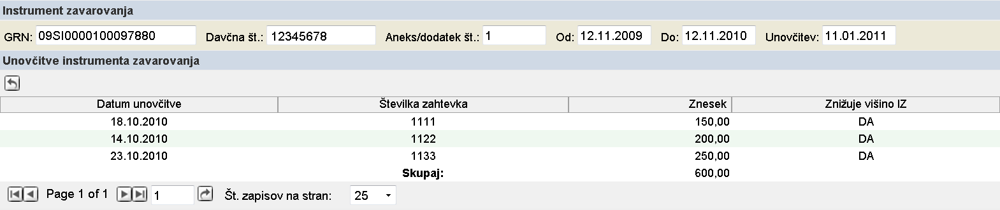 Instrument zavarovanja
GRN: 09SI0000100097880 Davčna št.: 12345678 Aneks/dodatek št.: 1 Od: 12.11.2009 Do: 12.11.2010 Unovčitev: 11.01.2011
Unovčitve instrumenta zavarovanja
Datum unovčitve Številka zahtevka Znesek Znižuje višino IZ
18.10.2010 1111 150,00 DA
14.10.2010 1122 200,00 DA
23.10.2010 1133 250,00 DA
Skupaj: 600,00
Page 1 of 1 1 Št. zapisov na stran: 25